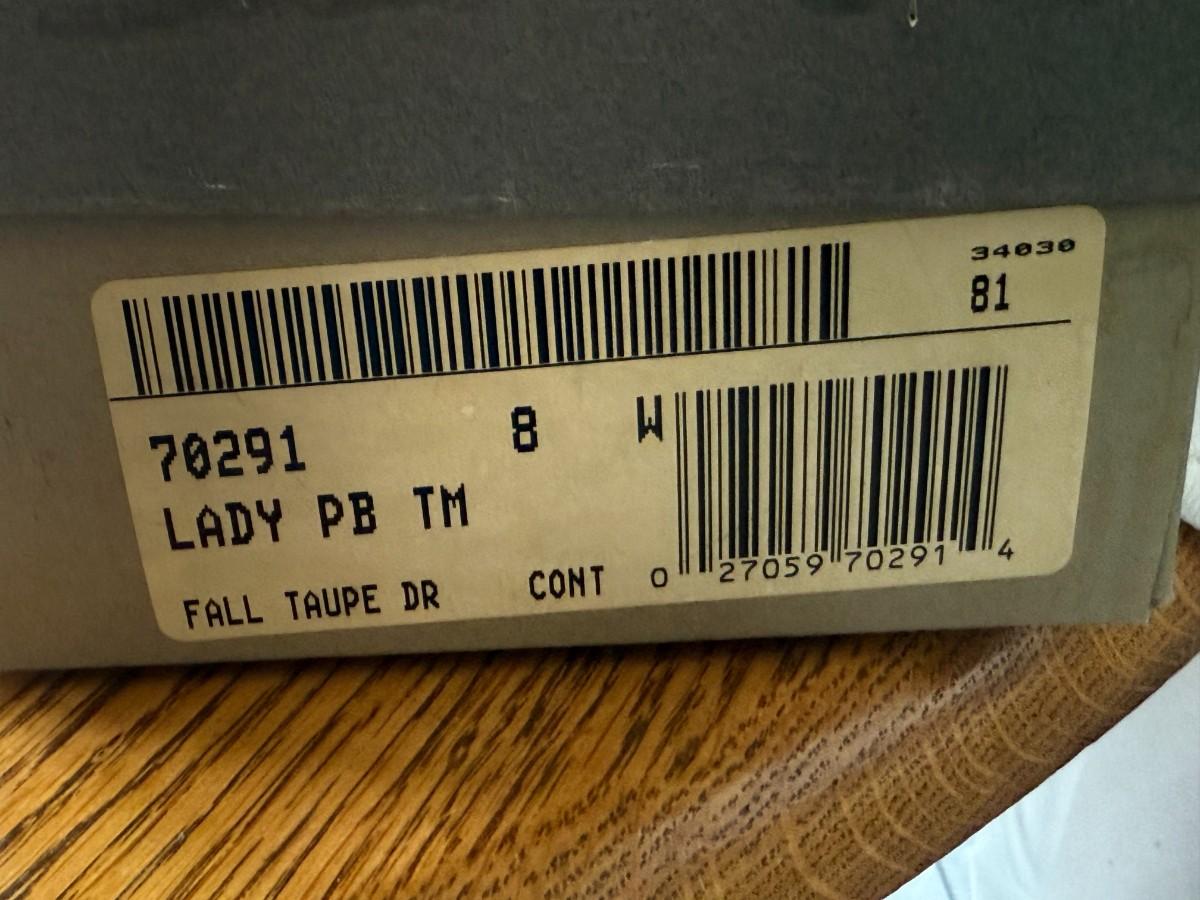 34030
81
70291 8 W
LADY PB TM
FALL TAUPE DR CONT
0 27059 70291 4